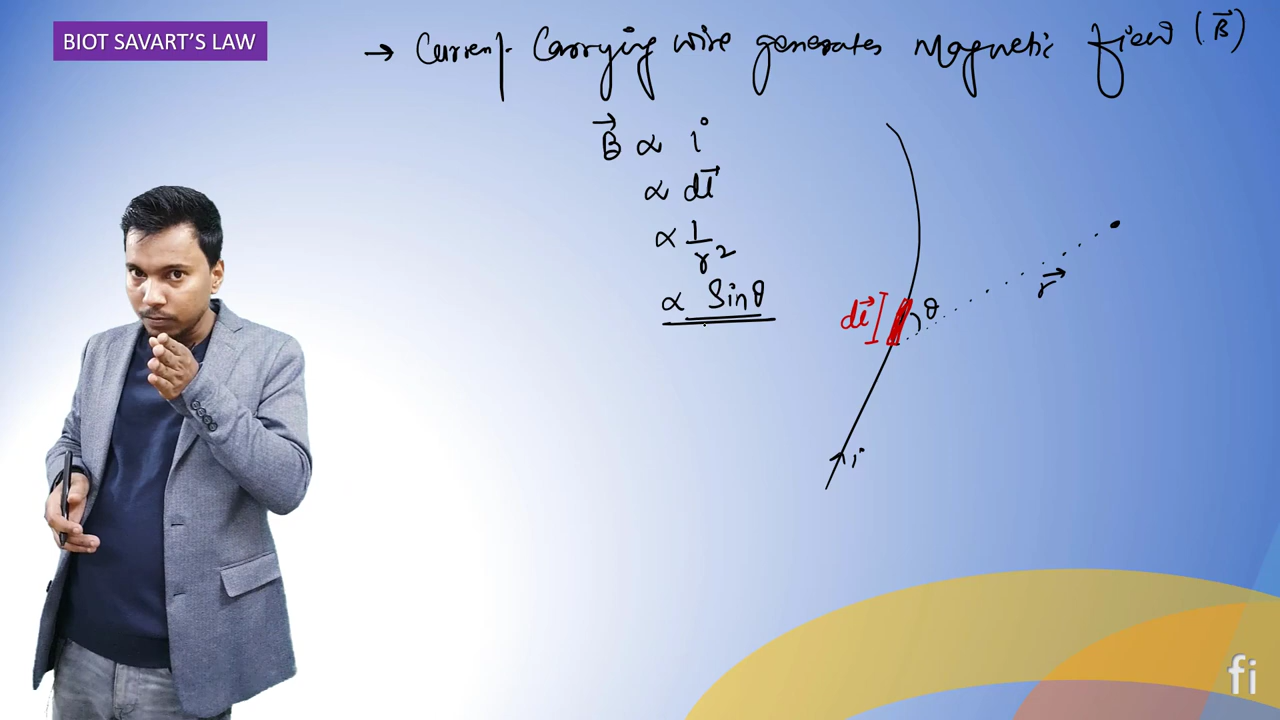 BIOT SAVART'S LAW
→ Current Carrying wire generates Magnetic field (B⃗)
B⃗ ∝ i
∝ dl⃗
∝ 1/r²
∝ Sinθ
dl⃗
θ
r⃗
i
fi